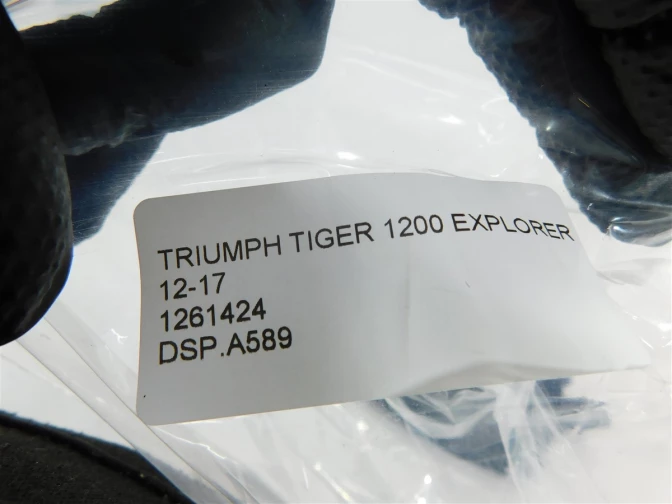 TRIUMPH TIGER 1200 EXPLORER
12-17
1261424
DSP.A589